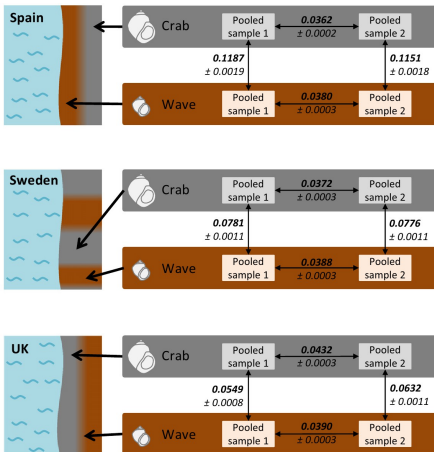 Spain
Crab
Pooled
sample 1
0.0362
± 0.0002
Pooled
sample 2
0.1187
± 0.0019
0.1151
± 0.0018
Wave
Pooled
sample 1
0.0380
± 0.0003
Pooled
sample 2
Sweden
Crab
Pooled
sample 1
0.0372
± 0.0003
Pooled
sample 2
0.0781
± 0.0011
0.0776
± 0.0011
Wave
Pooled
sample 1
0.0388
± 0.0003
Pooled
sample 2
UK
Crab
Pooled
sample 1
0.0432
± 0.0003
Pooled
sample 2
0.0549
± 0.0008
0.0632
± 0.0011
Wave
Pooled
sample 1
0.0390
± 0.0003
Pooled
sample 2